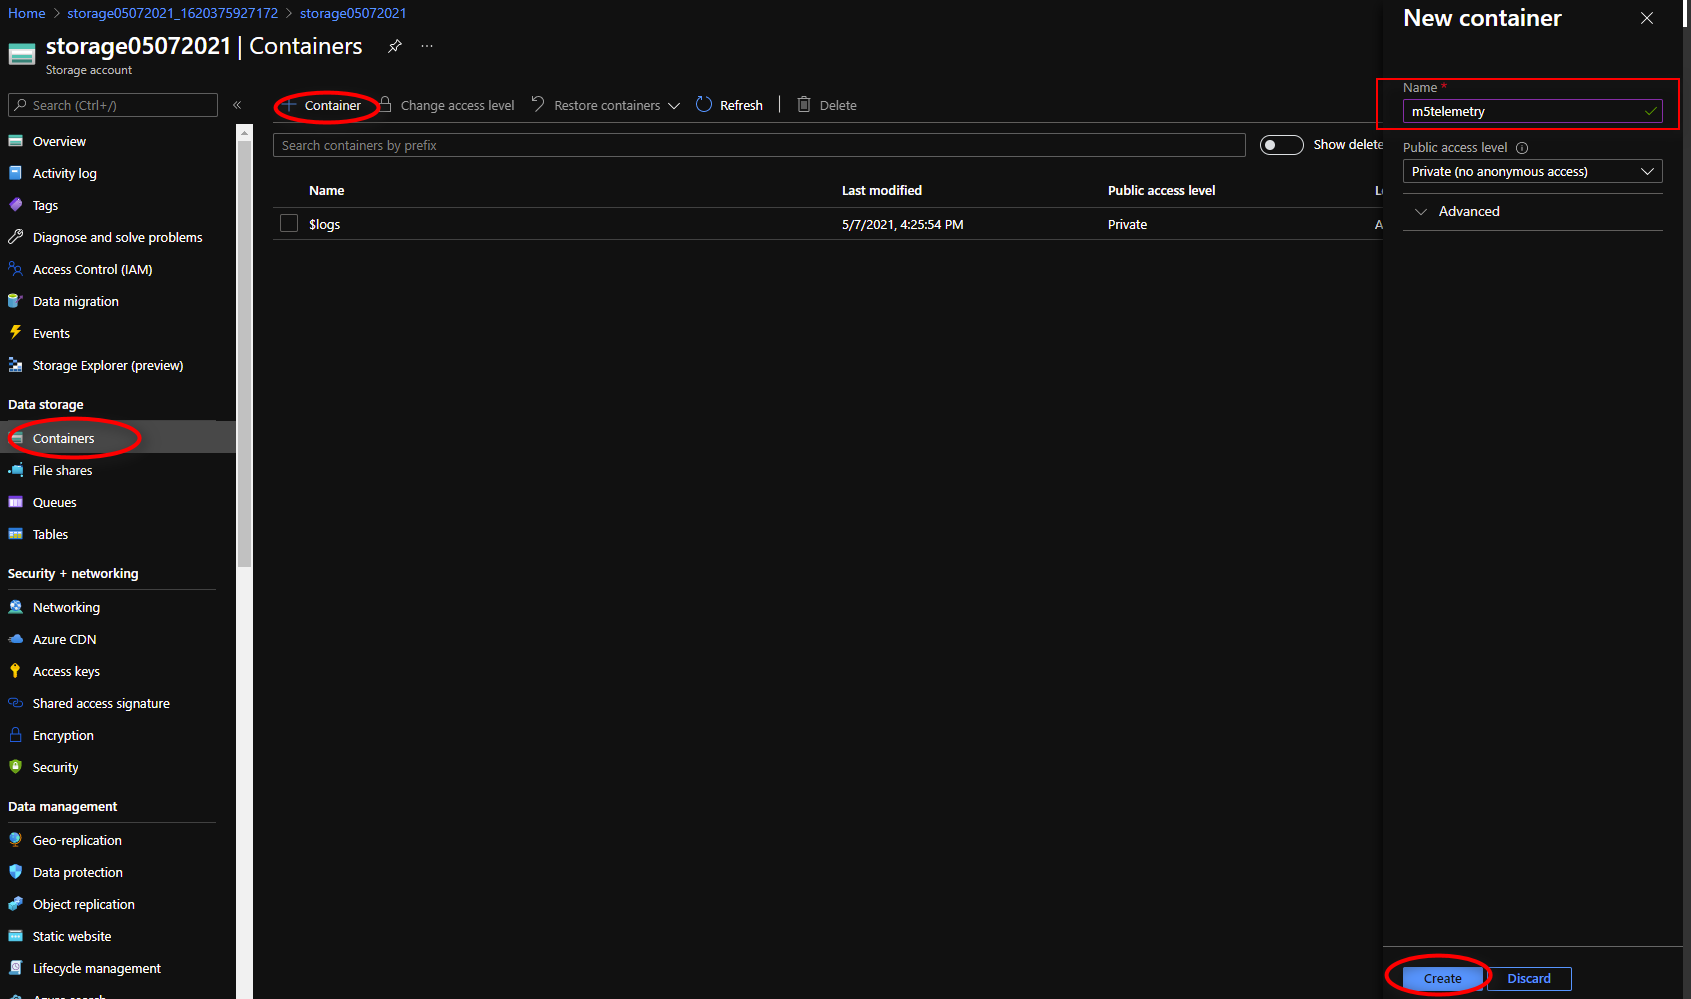 Home > storage05072021_1620375927172 > storage05072021
storage05072021 | Containers ...
Storage account
Search (Ctrl+/)
«
Overview
Activity log
Tags
Diagnose and solve problems
Access Control (IAM)
Data migration
Events
Storage Explorer (preview)
Data storage
Containers
File shares
Queues
Tables
Security + networking
Networking
Azure CDN
Access keys
Shared access signature
Encryption
Security
Data management
Geo-replication
Data protection
Object replication
Static website
Lifecycle management
+ Container Change access level Restore containers Refresh | Delete
Search containers by prefix
Show delete
Name Last modified Public access level
$logs 5/7/2021, 4:25:54 PM Private A
New container
Name *
m5telemetry
Public access level
Private (no anonymous access)
Advanced
Create Discard